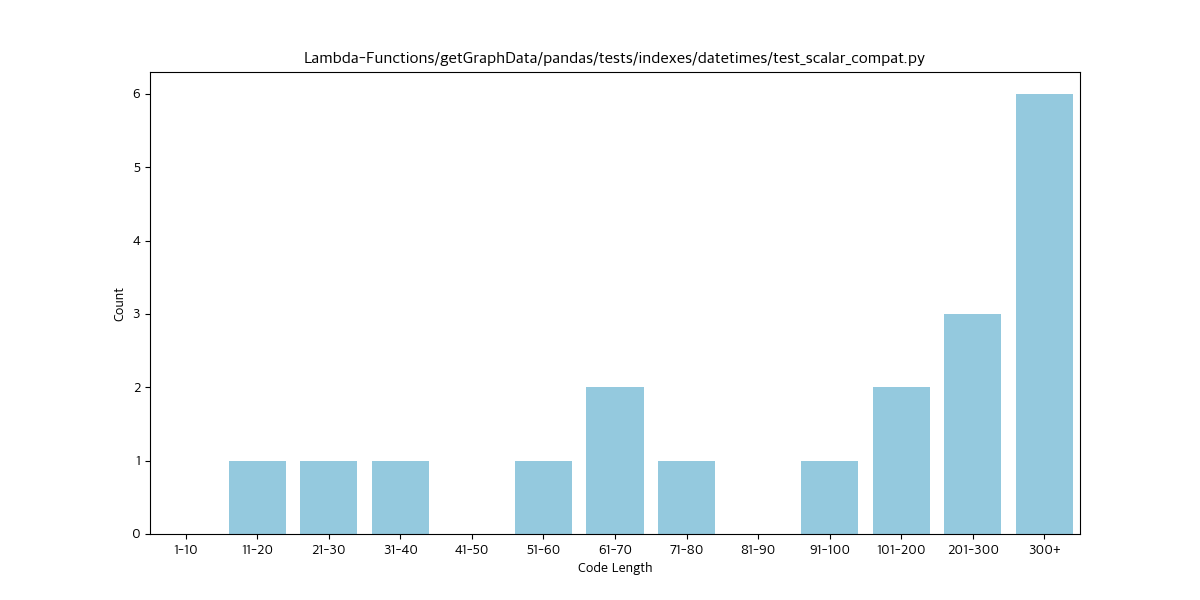 Lambda-Functions/getGraphData/pandas/tests/indexes/datetimes/test_scalar_compat.py
6
5
4
3
2
1
0
Count
1-10 11-20 21-30 31-40 41-50 51-60 61-70 71-80 81-90 91-100 101-200 201-300 300+
Code Length